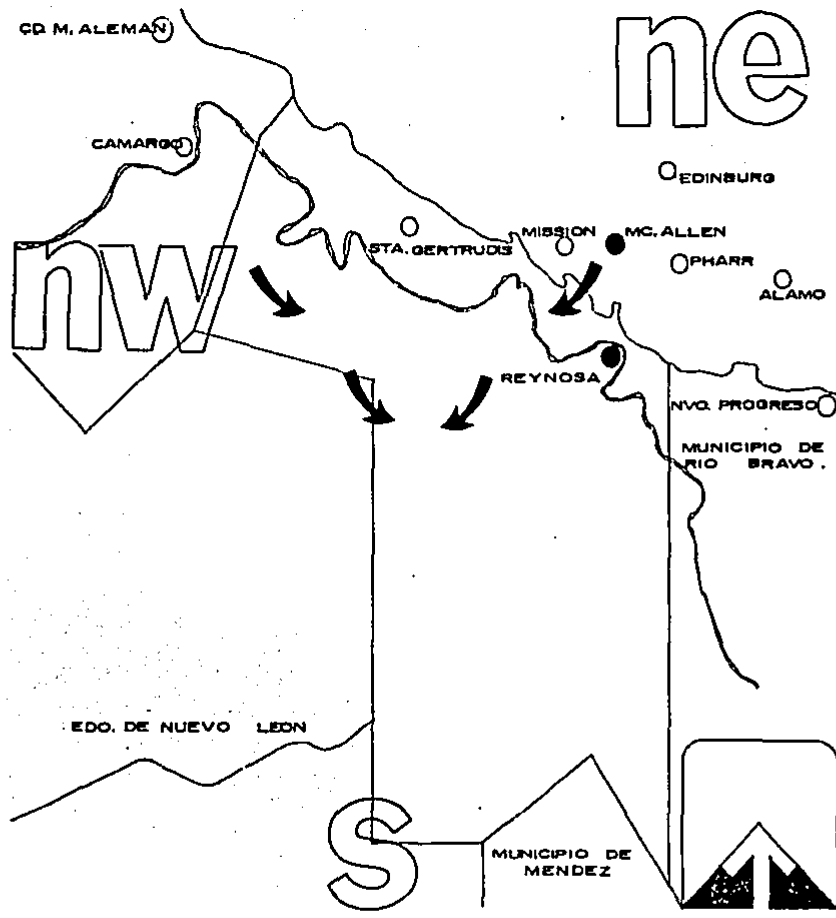 CD. M. ALEMAN
ne
CAMARGO
EDINBURG
STA. GERTRUDIS
MISSION
MC. ALLEN
PHARR
ALAMO
nw
REYNOSA
NVO. PROGRESO
MUNICIPIO DE
RIO BRAVO.
EDO. DE NUEVO LEON
S
MUNICIPIO DE
MENDEZ